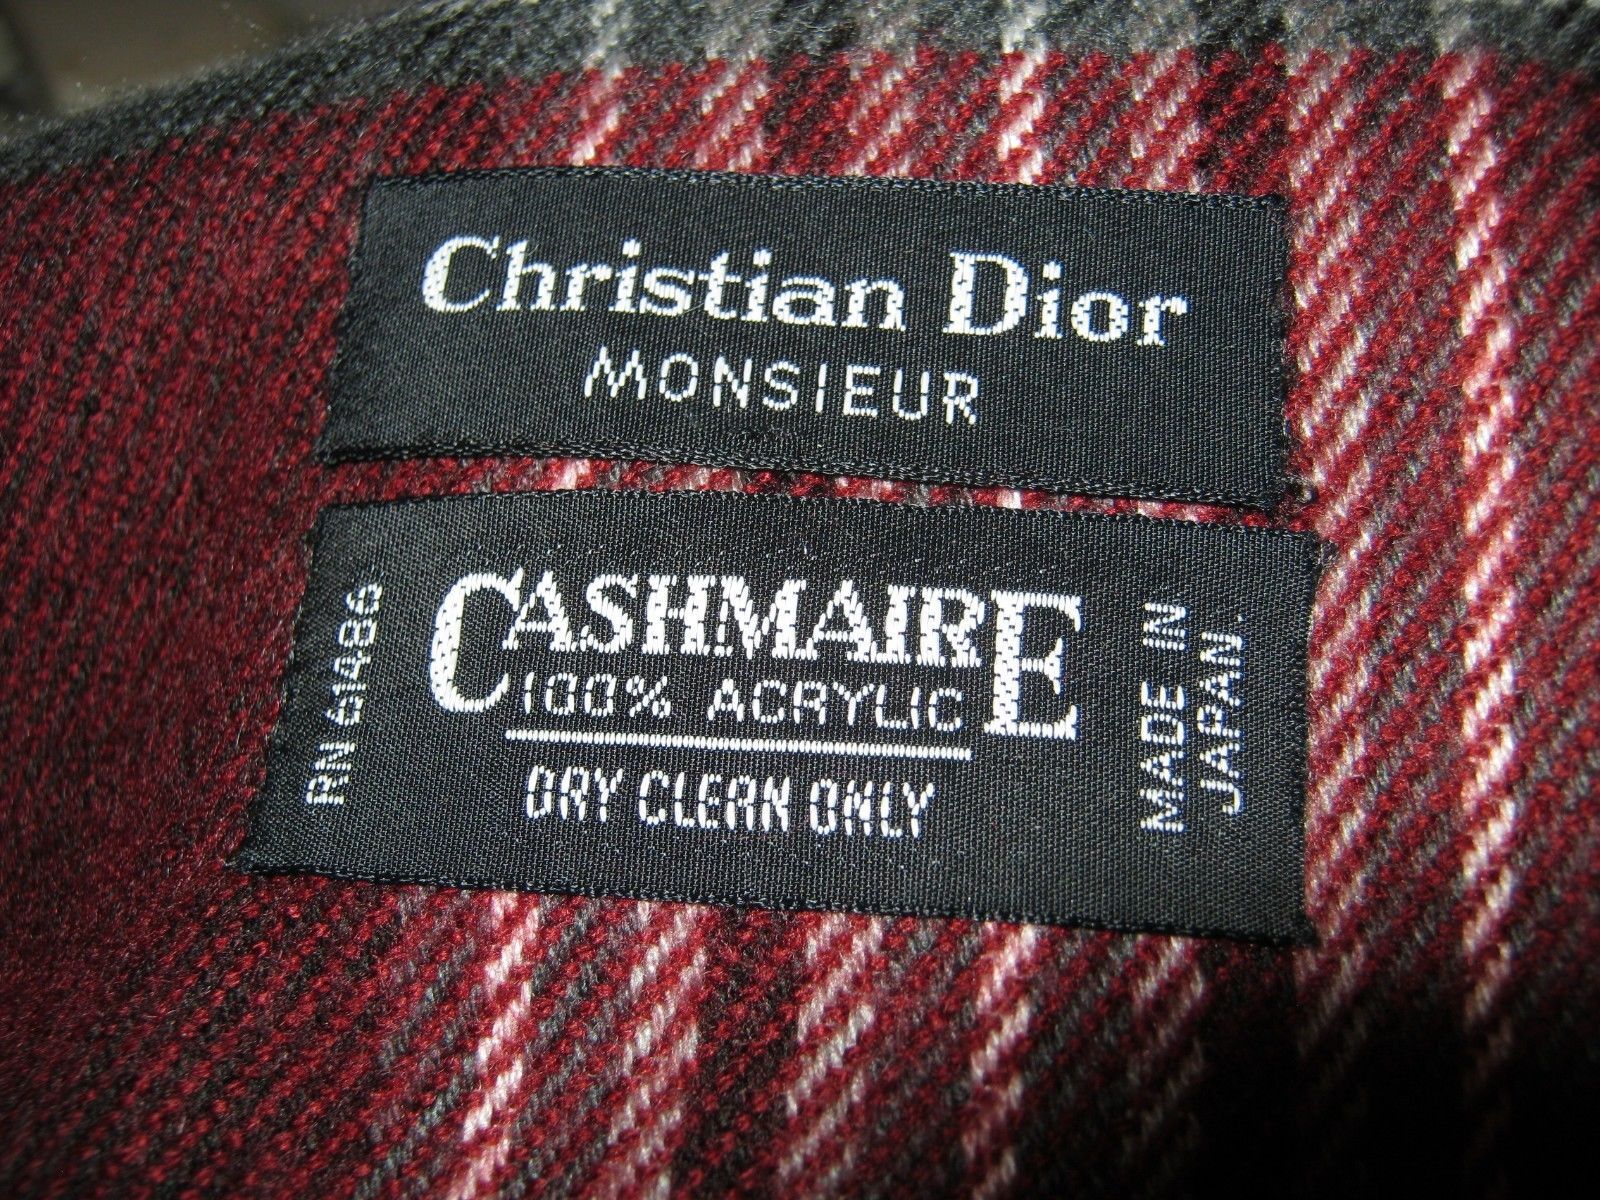 Christian Dior
MONSIEUR
CASHMAIRE
100% ACRYLIC
DRY CLEAN ONLY
RN 61486
MADE IN
JAPAN.